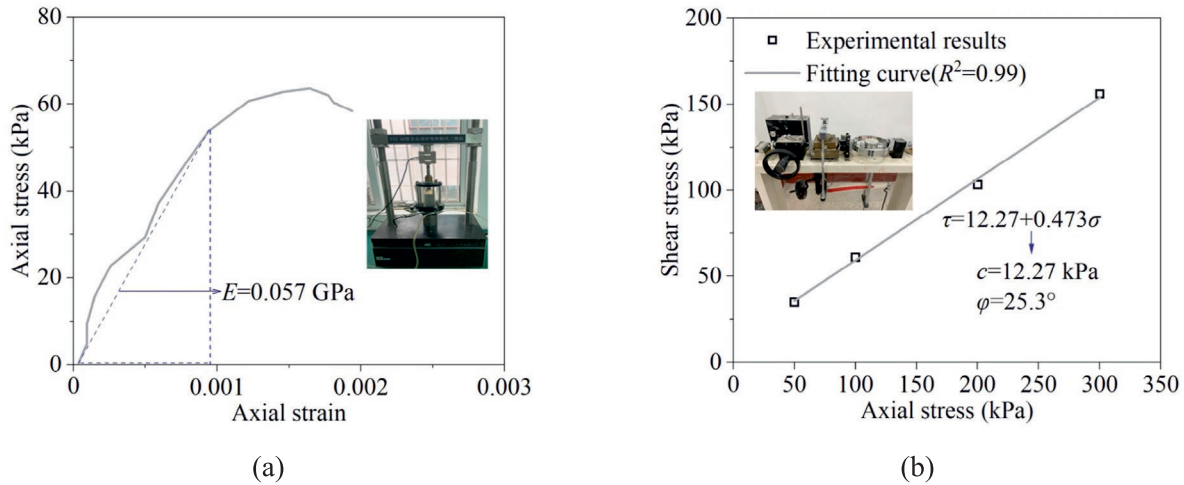 80
60
40
20
0
Axial stress (kPa)
E=0.057 GPa
0
0.001
0.002
0.003
Axial strain
(a)
200
150
100
50
0
Shear stress (kPa)
Experimental results
Fitting curve(R²=0.99)
τ=12.27+0.473σ
c=12.27 kPa
φ=25.3°
0
50
100
150
200
250
300
350
Axial stress (kPa)
(b)